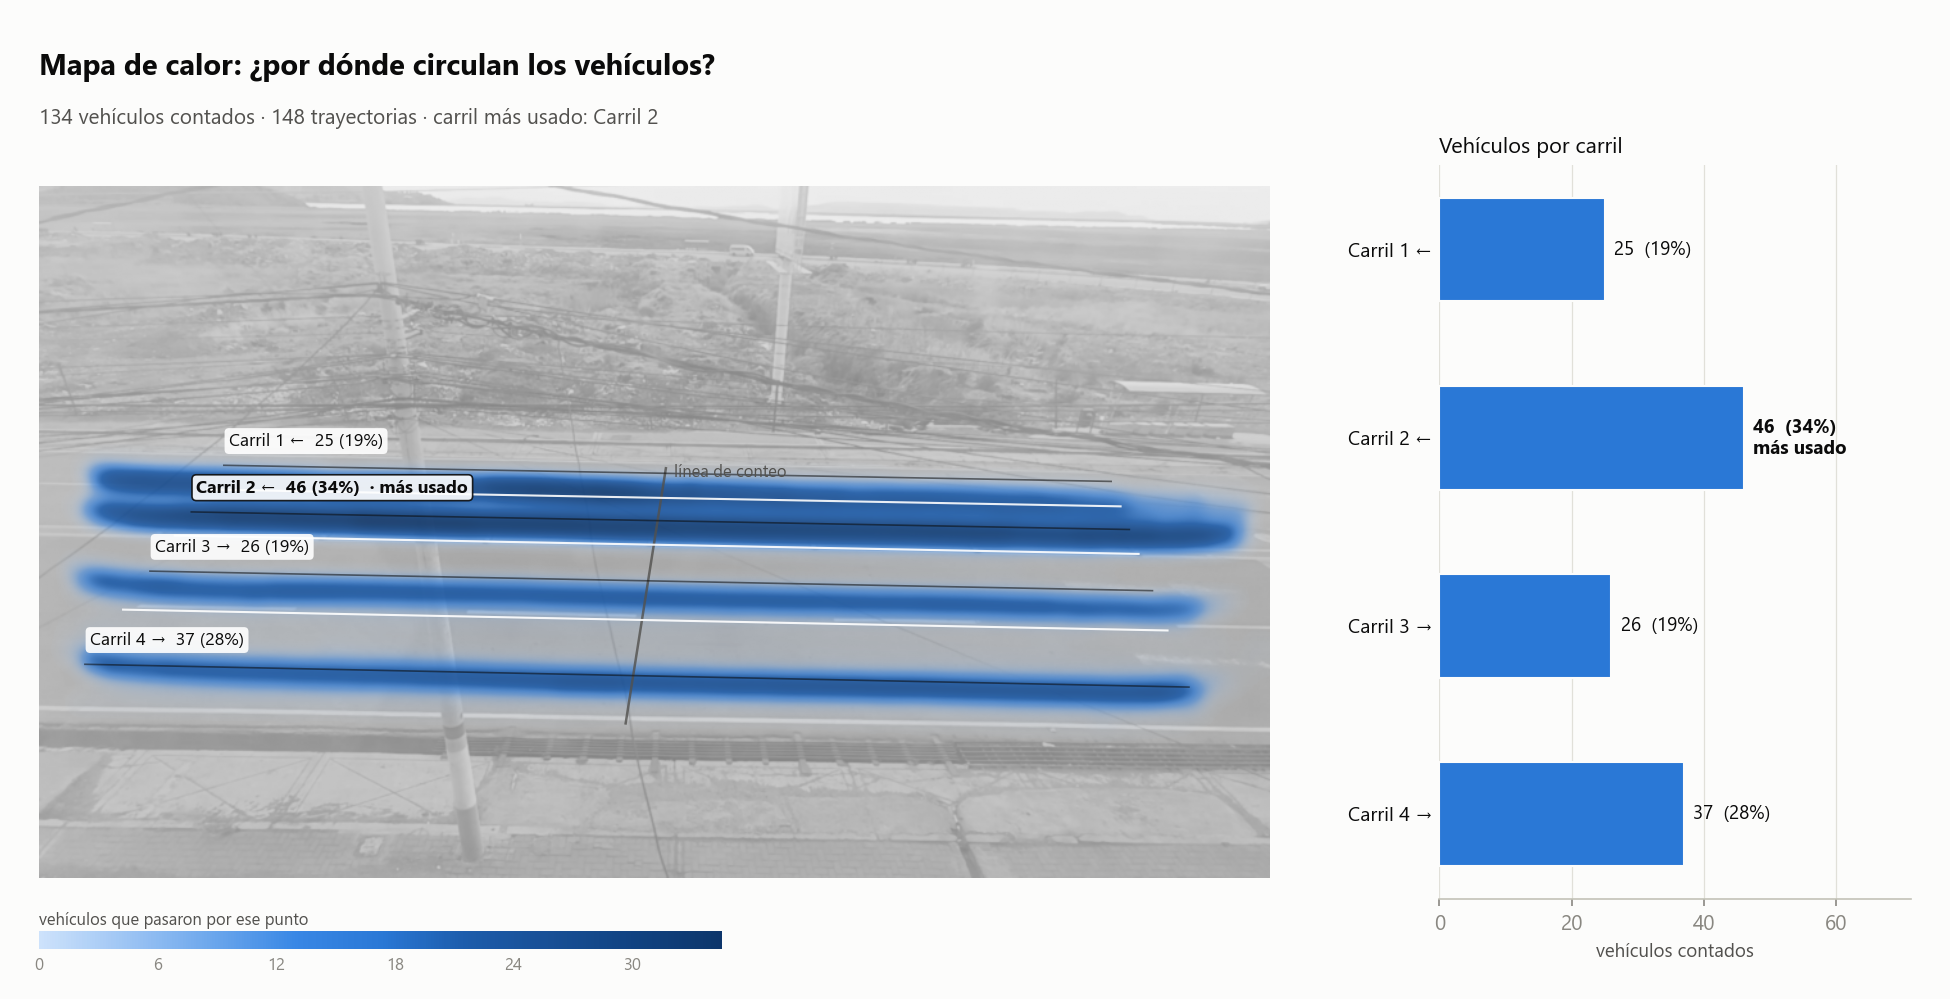 Mapa de calor: ¿por dónde circulan los vehículos?
134 vehículos contados · 148 trayectorias · carril más usado: Carril 2
Carril 1 ← 25 (19%)
línea de conteo
Carril 2 ← 46 (34%) · más usado
Carril 3 → 26 (19%)
Carril 4 → 37 (28%)
vehículos que pasaron por ese punto
0 6 12 18 24 30
Vehículos por carril
Carril 1 ← 25 (19%)
Carril 2 ← 46 (34%)
más usado
Carril 3 → 26 (19%)
Carril 4 → 37 (28%)
0 20 40 60
vehículos contados